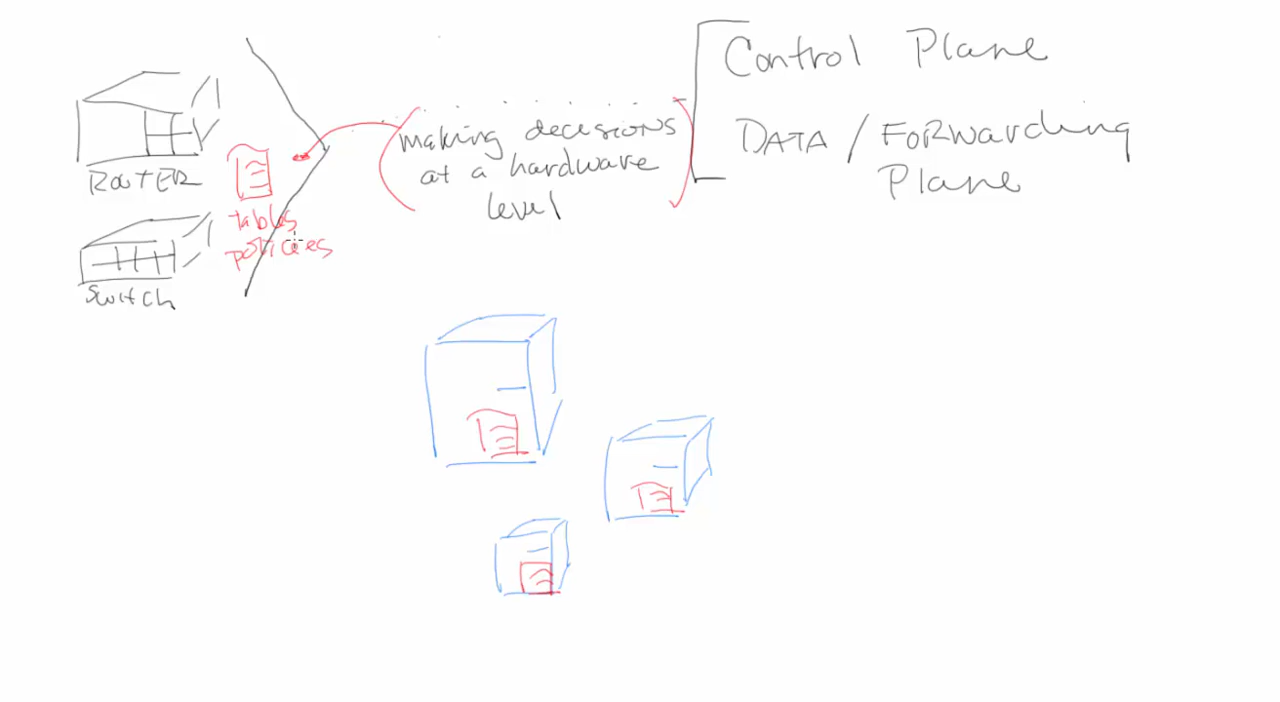 Control Plane
DATA / Forwarding
Plane
making decisions
at a hardware
level
Router
tables
policies
Switch